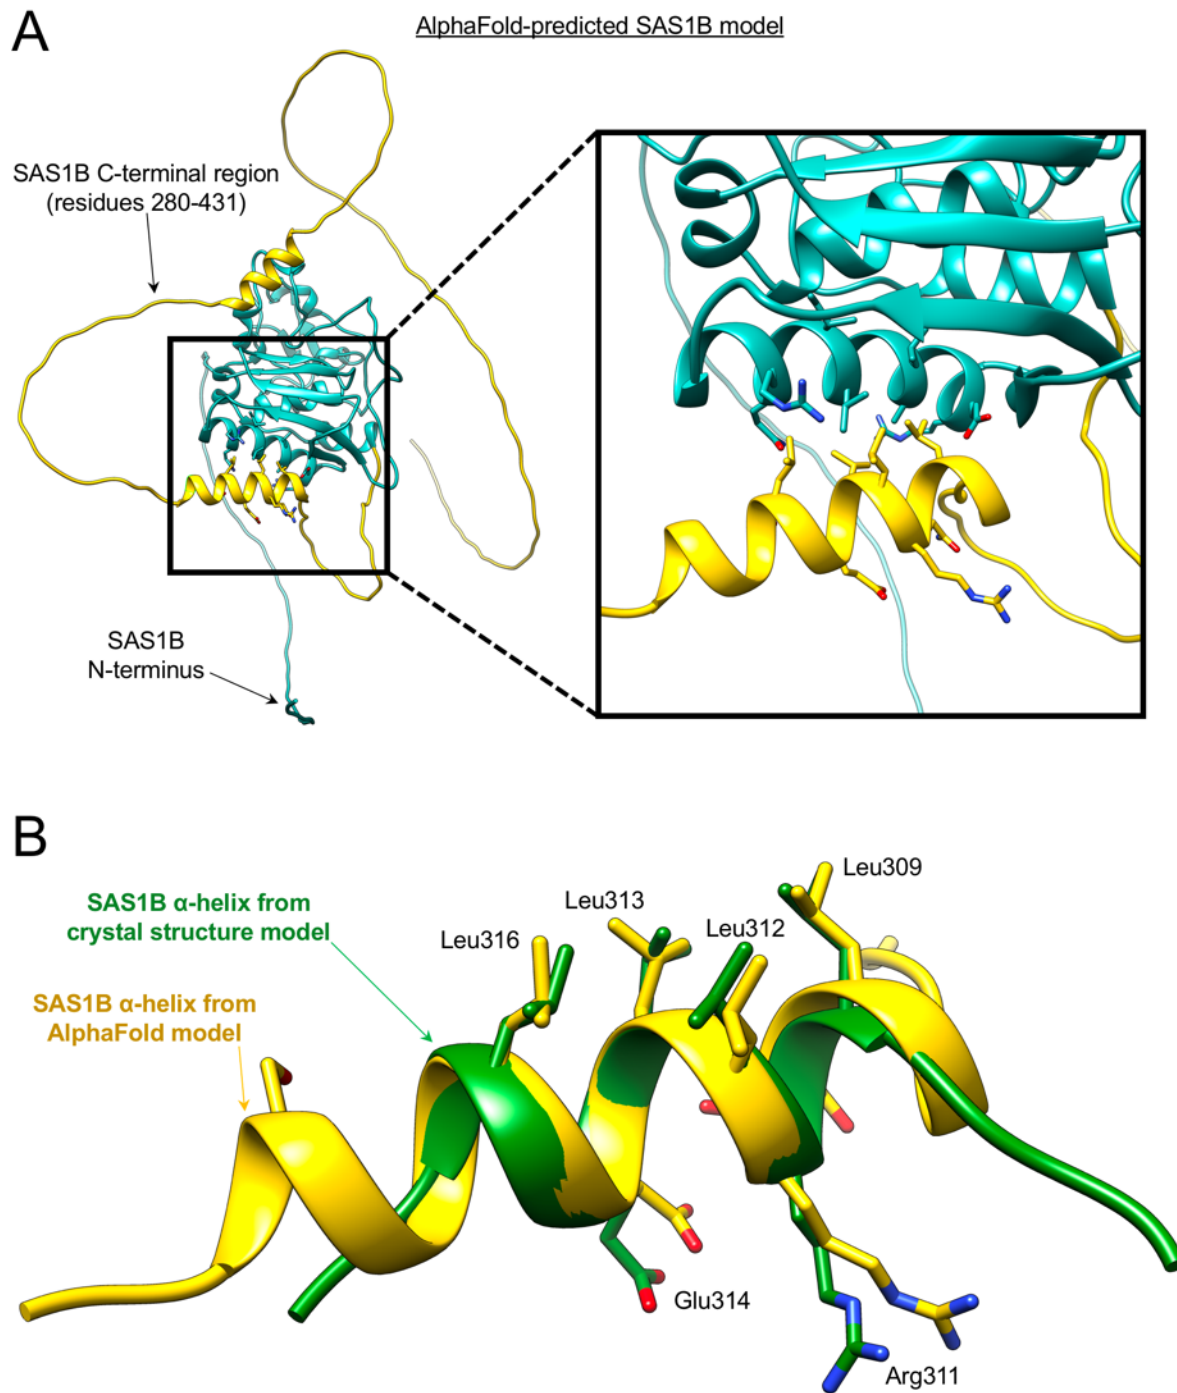 A
AlphaFold-predicted SAS1B model
SAS1B C-terminal region
(residues 280-431)
SAS1B
N-terminus
B
SAS1B α-helix from
crystal structure model
SAS1B α-helix from
AlphaFold model
Leu316
Leu313
Leu312
Leu309
Glu314
Arg311